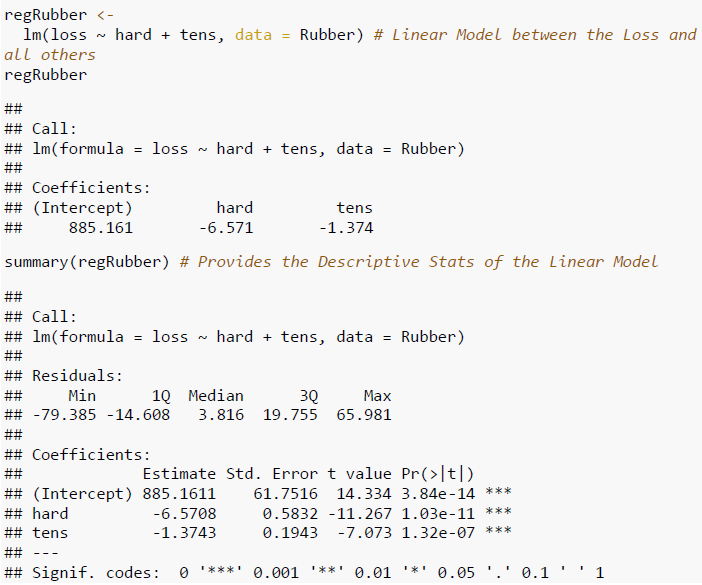 regRubber <-
  lm(loss ~ hard + tens, data = Rubber) # Linear Model between the Loss and
all others
regRubber
##
## Call:
## lm(formula = loss ~ hard + tens, data = Rubber)
##
## Coefficients:
## (Intercept)         hard         tens
##     885.161       -6.571       -1.374
summary(regRubber) # Provides the Descriptive Stats of the Linear Model
##
## Call:
## lm(formula = loss ~ hard + tens, data = Rubber)
##
## Residuals:
##     Min      1Q  Median      3Q     Max
## -79.385 -14.608   3.816  19.755  65.981
##
## Coefficients:
##             Estimate Std. Error t value Pr(>|t|)
## (Intercept) 885.1611    61.7516  14.334 3.84e-14 ***
## hard         -6.5708     0.5832 -11.267 1.03e-11 ***
## tens         -1.3743     0.1943  -7.073 1.32e-07 ***
## ---
## Signif. codes:  0 '***' 0.001 '**' 0.01 '*' 0.05 '.' 0.1 ' ' 1